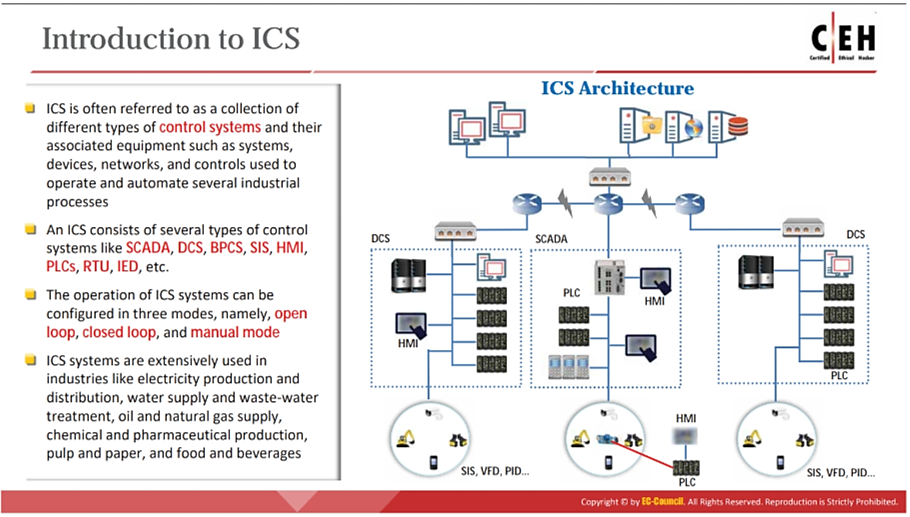 Introduction to ICS
C|EH
Certified Ethical Hacker
ICS is often referred to as a collection of
different types of control systems and their
associated equipment such as systems,
devices, networks, and controls used to
operate and automate several industrial
processes
An ICS consists of several types of control
systems like SCADA, DCS, BPCS, SIS, HMI,
PLCs, RTU, IED, etc.
The operation of ICS systems can be
configured in three modes, namely, open
loop, closed loop, and manual mode
ICS systems are extensively used in
industries like electricity production and
distribution, water supply and waste-water
treatment, oil and natural gas supply,
chemical and pharmaceutical production,
pulp and paper, and food and beverages
ICS Architecture
DCS
HMI
SIS, VFD, PID...
SCADA
PLC
HMI
HMI
PLC
DCS
PLC
SIS, VFD, PID...
Copyright © by EC-Council. All Rights Reserved. Reproduction is Strictly Prohibited.